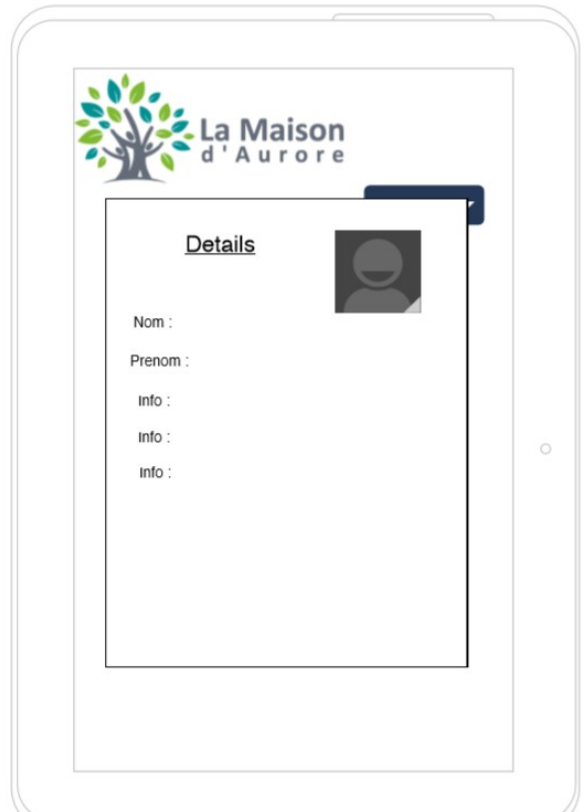 La Maison
d'Aurore
Details
Nom :
Prenom :
Info :
Info :
Info :